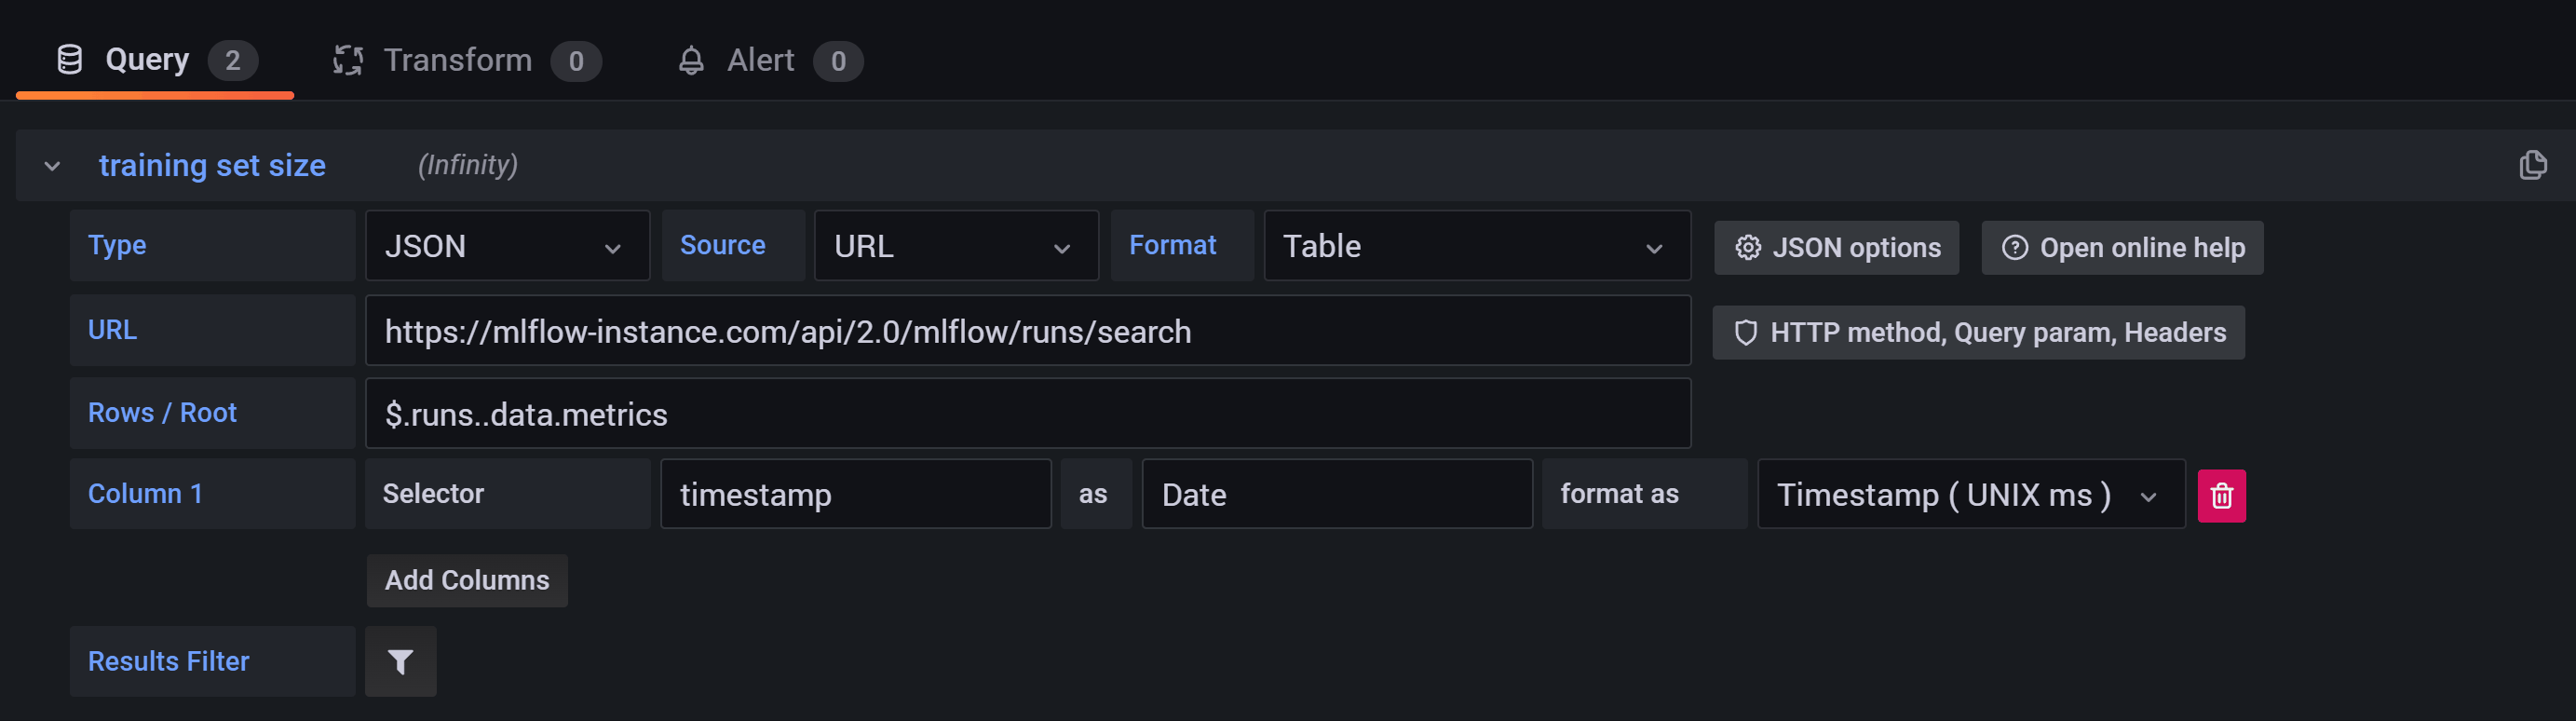 Query 2 Transform 0 Alert 0
training set size (Infinity)
Type JSON Source URL Format Table JSON options Open online help
URL https://mlflow-instance.com/api/2.0/mlflow/runs/search HTTP method, Query param, Headers
Rows / Root $.runs..data.metrics
Column 1 Selector timestamp as Date format as Timestamp ( UNIX ms )
Add Columns
Results Filter